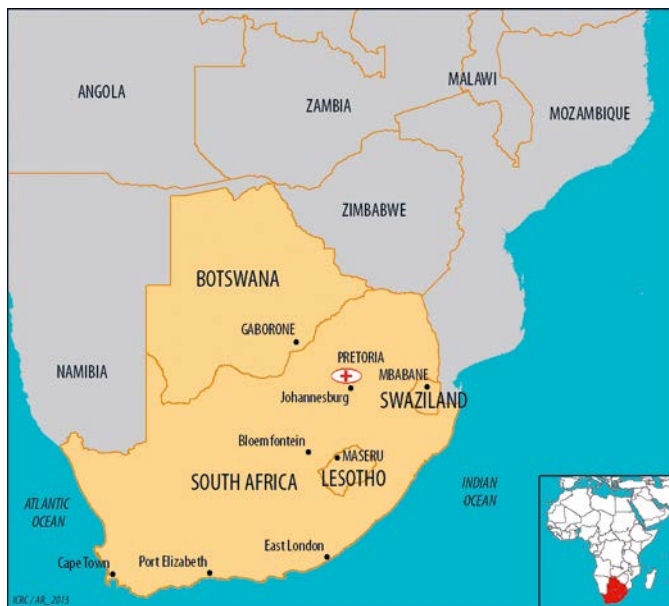 ANGOLA
ZAMBIA
MALAWI
MOZAMBIQUE
ZIMBABWE
BOTSWANA
GABORONE
NAMIBIA
PRETORIA
MBABANE
Johannesburg
SWAZILAND
Bloemfontein
MASERU
SOUTH AFRICA
LESOTHO
ATLANTIC
OCEAN
INDIAN
OCEAN
East London
Cape Town
Port Elizabeth
ICRC / AR_2013